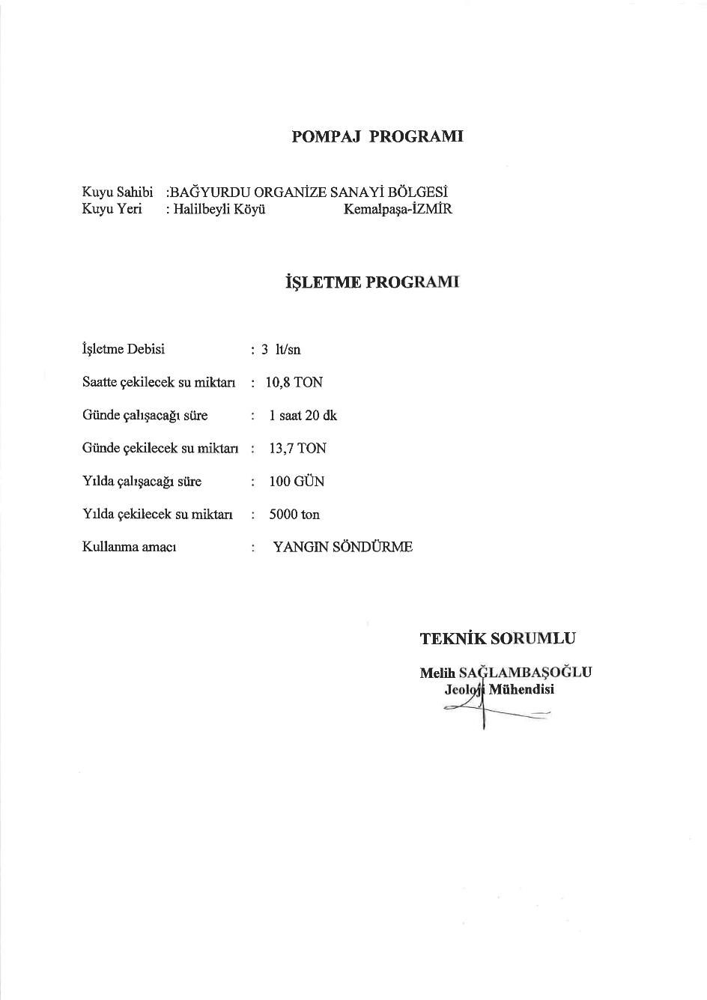 POMPAJ PROGRAMI
Kuyu Sahibi :BAĞYURDU ORGANİZE SANAYİ BÖLGESİ
Kuyu Yeri : Halilbeyli Köyü Kemalpaşa-İZMİR
İŞLETME PROGRAMI
İşletme Debisi : 3 lt/sn
Saatte çekilecek su miktarı : 10,8 TON
Günde çalışacağı süre : 1 saat 20 dk
Günde çekilecek su miktarı : 13,7 TON
Yılda çalışacağı süre : 100 GÜN
Yılda çekilecek su miktarı : 5000 ton
Kullanma amacı : YANGIN SÖNDÜRME
TEKNİK SORUMLU
Melih SAĞLAMBAŞOĞLU
Jeoloji Mühendisi